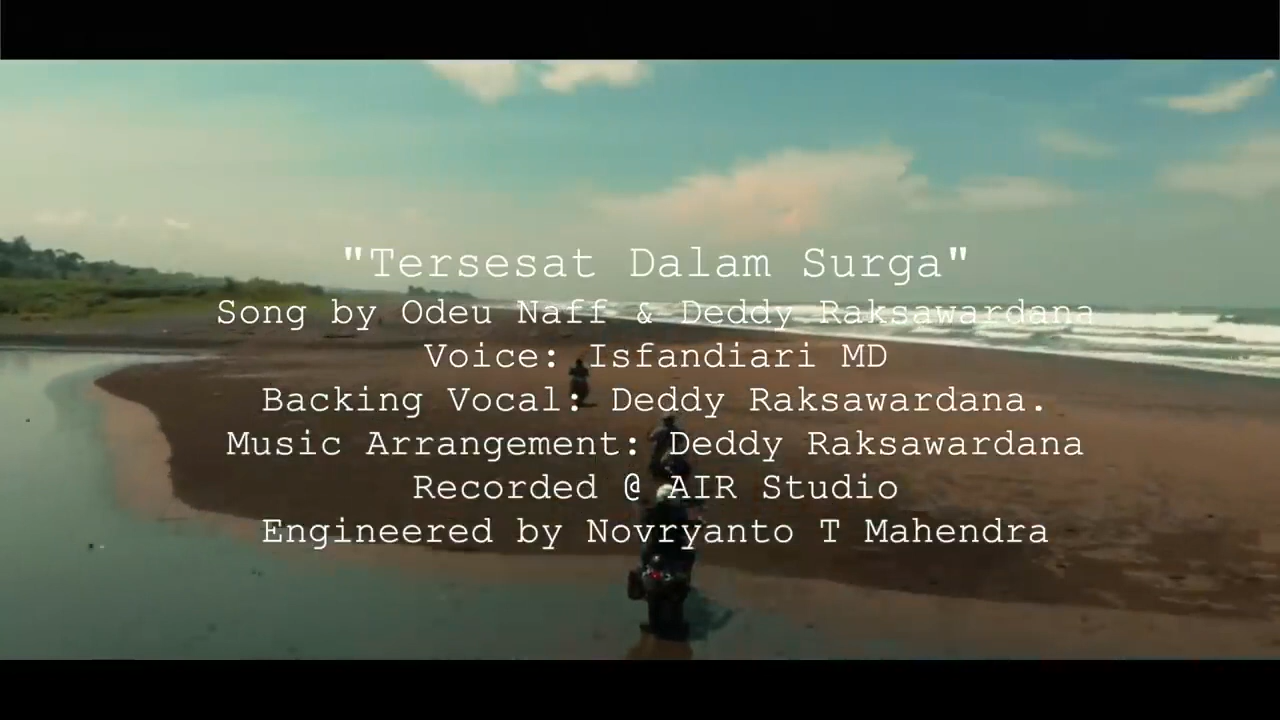 "Tersesat Dalam Surga"
Song by Odeu Naff & Deddy Raksawardana
Voice: Isfandiari MD
Backing Vocal: Deddy Raksawardana.
Music Arrangement: Deddy Raksawardana
Recorded @ AIR Studio
Engineered by Novryanto T Mahendra